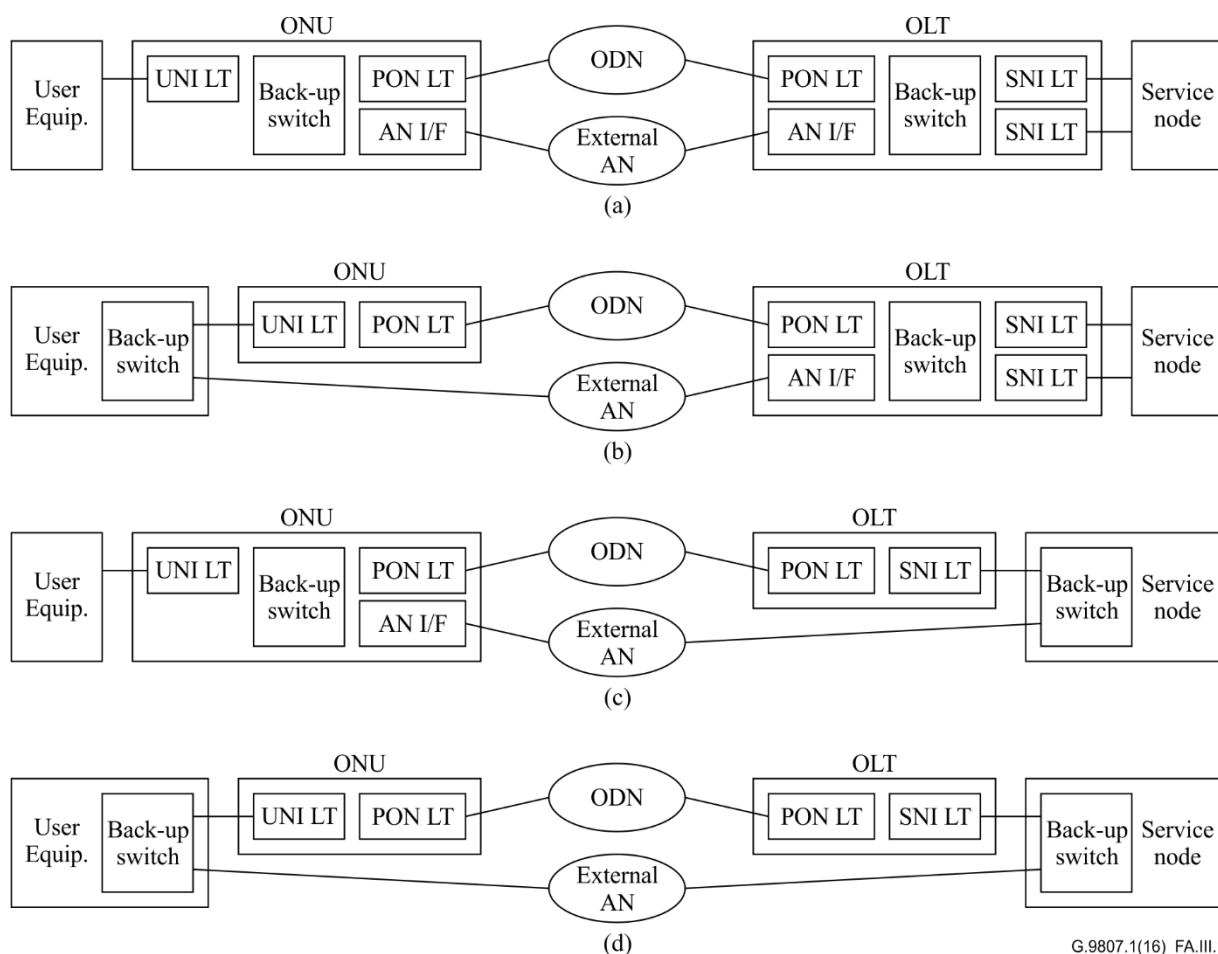 ONU
OLT
User
Equip.
UNI LT
Back-up
switch
PON LT
AN I/F
ODN
External
AN
PON LT
AN I/F
Back-up
switch
SNI LT
SNI LT
Service
node
(a)
ONU
OLT
User
Equip.
Back-up
switch
UNI LT
PON LT
ODN
External
AN
PON LT
AN I/F
Back-up
switch
SNI LT
SNI LT
Service
node
(b)
ONU
OLT
User
Equip.
UNI LT
Back-up
switch
PON LT
AN I/F
ODN
External
AN
PON LT
SNI LT
Back-up
switch
Service
node
(c)
ONU
OLT
User
Equip.
Back-up
switch
UNI LT
PON LT
ODN
External
AN
PON LT
SNI LT
Back-up
switch
Service
node
(d)
G.9807.1(16) FA.III.